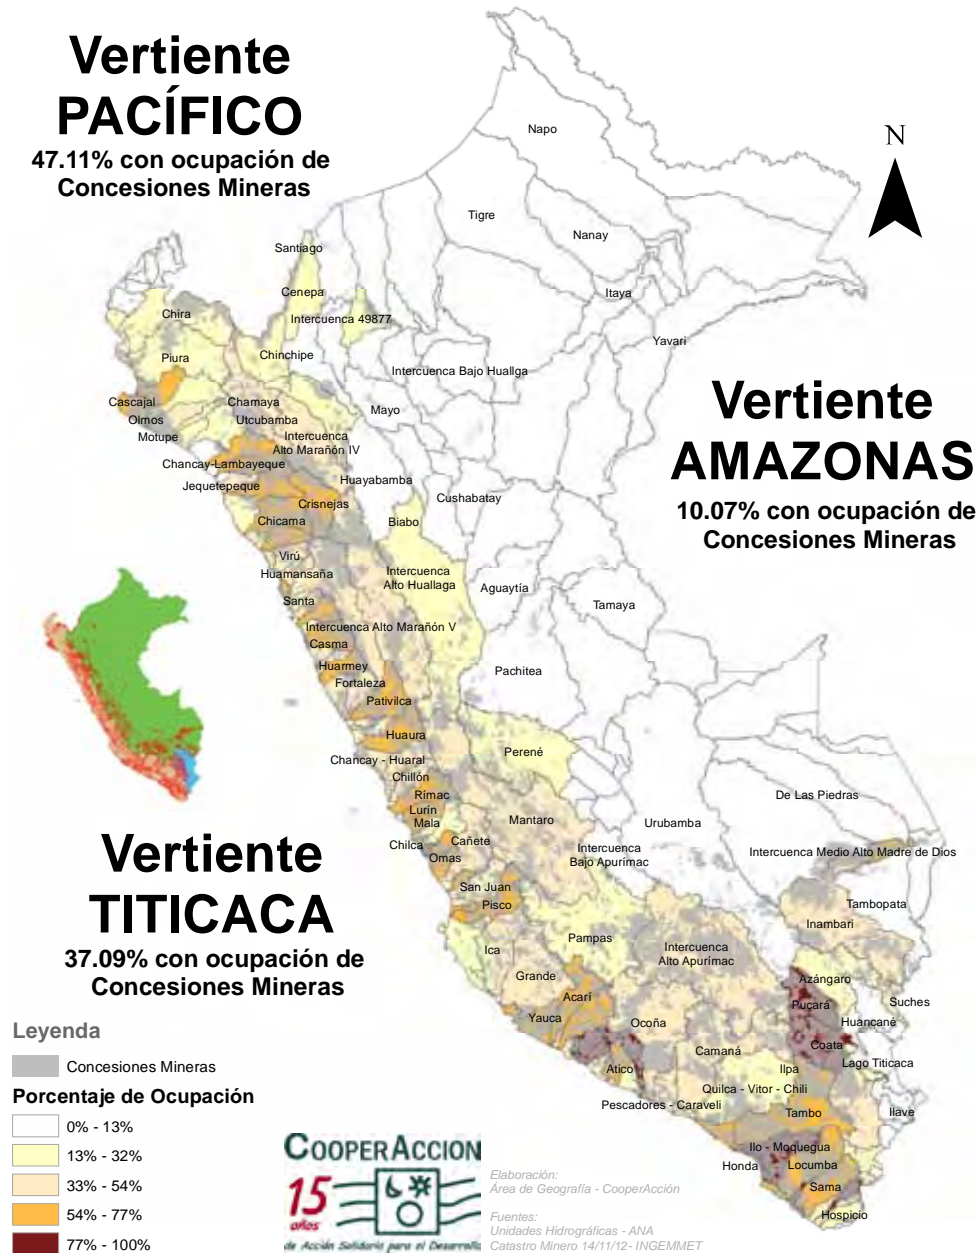 Vertiente
PACÍFICO
47.11% con ocupación de
Concesiones Mineras
N
Napo
Tigre
Nanay
Santiago
Cenepa
Itaya
Intercuenca 49877
Chira
Yavari
Chinchipe
Piura
Intercuenca Bajo Huallga
Vertiente
AMAZONAS
10.07% con ocupación de
Concesiones Mineras
Cascajal
Chamaya
Mayo
Olmos
Utcubamba
Motupe
Intercuenca
Alto Marañón IV
Chancay-Lambayeque
Huayabamba
Jequetepeque
Cushabatay
Crisnejas
Chicama
Biabo
Virú
Huamansaña
Intercuenca
Alto Huallaga
Aguaytía
Santa
Tamaya
Intercuenca Alto Marañón V
Casma
Huarmey
Pachitea
Fortaleza
Pativilca
Huaura
Perené
Chancay - Huaral
Chillón
Rímac
De Las Piedras
Lurín
Mala
Mantaro
Urubamba
Chilca
Cañete
Omas
Intercuenca
Bajo Apurímac
Intercuenca Medio Alto Madre de Dios
Vertiente
TITICACA
37.09% con ocupación de
Concesiones Mineras
San Juan
Pisco
Tambopata
Inambari
Ica
Pampas
Intercuenca
Alto Apurímac
Grande
Azángaro
Acarí
Pucará
Suches
Yauca
Ocoña
Huancané
Coata
Camaná
Lago Titicaca
Atico
Ilpa
Quilca - Vitor - Chili
Pescadores - Caraveli
Tambo
Ilave
Ilo - Moquegua
Honda
Locumba
Sama
Hospicio
Leyenda
Concesiones Mineras
Porcentaje de Ocupación
0% - 13%
13% - 32%
33% - 54%
54% - 77%
77% - 100%
COOPERACCION
15
años
de Acción Solidaria para el Desarrollo
Elaboración:
Área de Geografía - CooperAcción
Fuentes:
Unidades Hidrográficas - ANA
Catastro Minero 14/11/12- INGEMMET